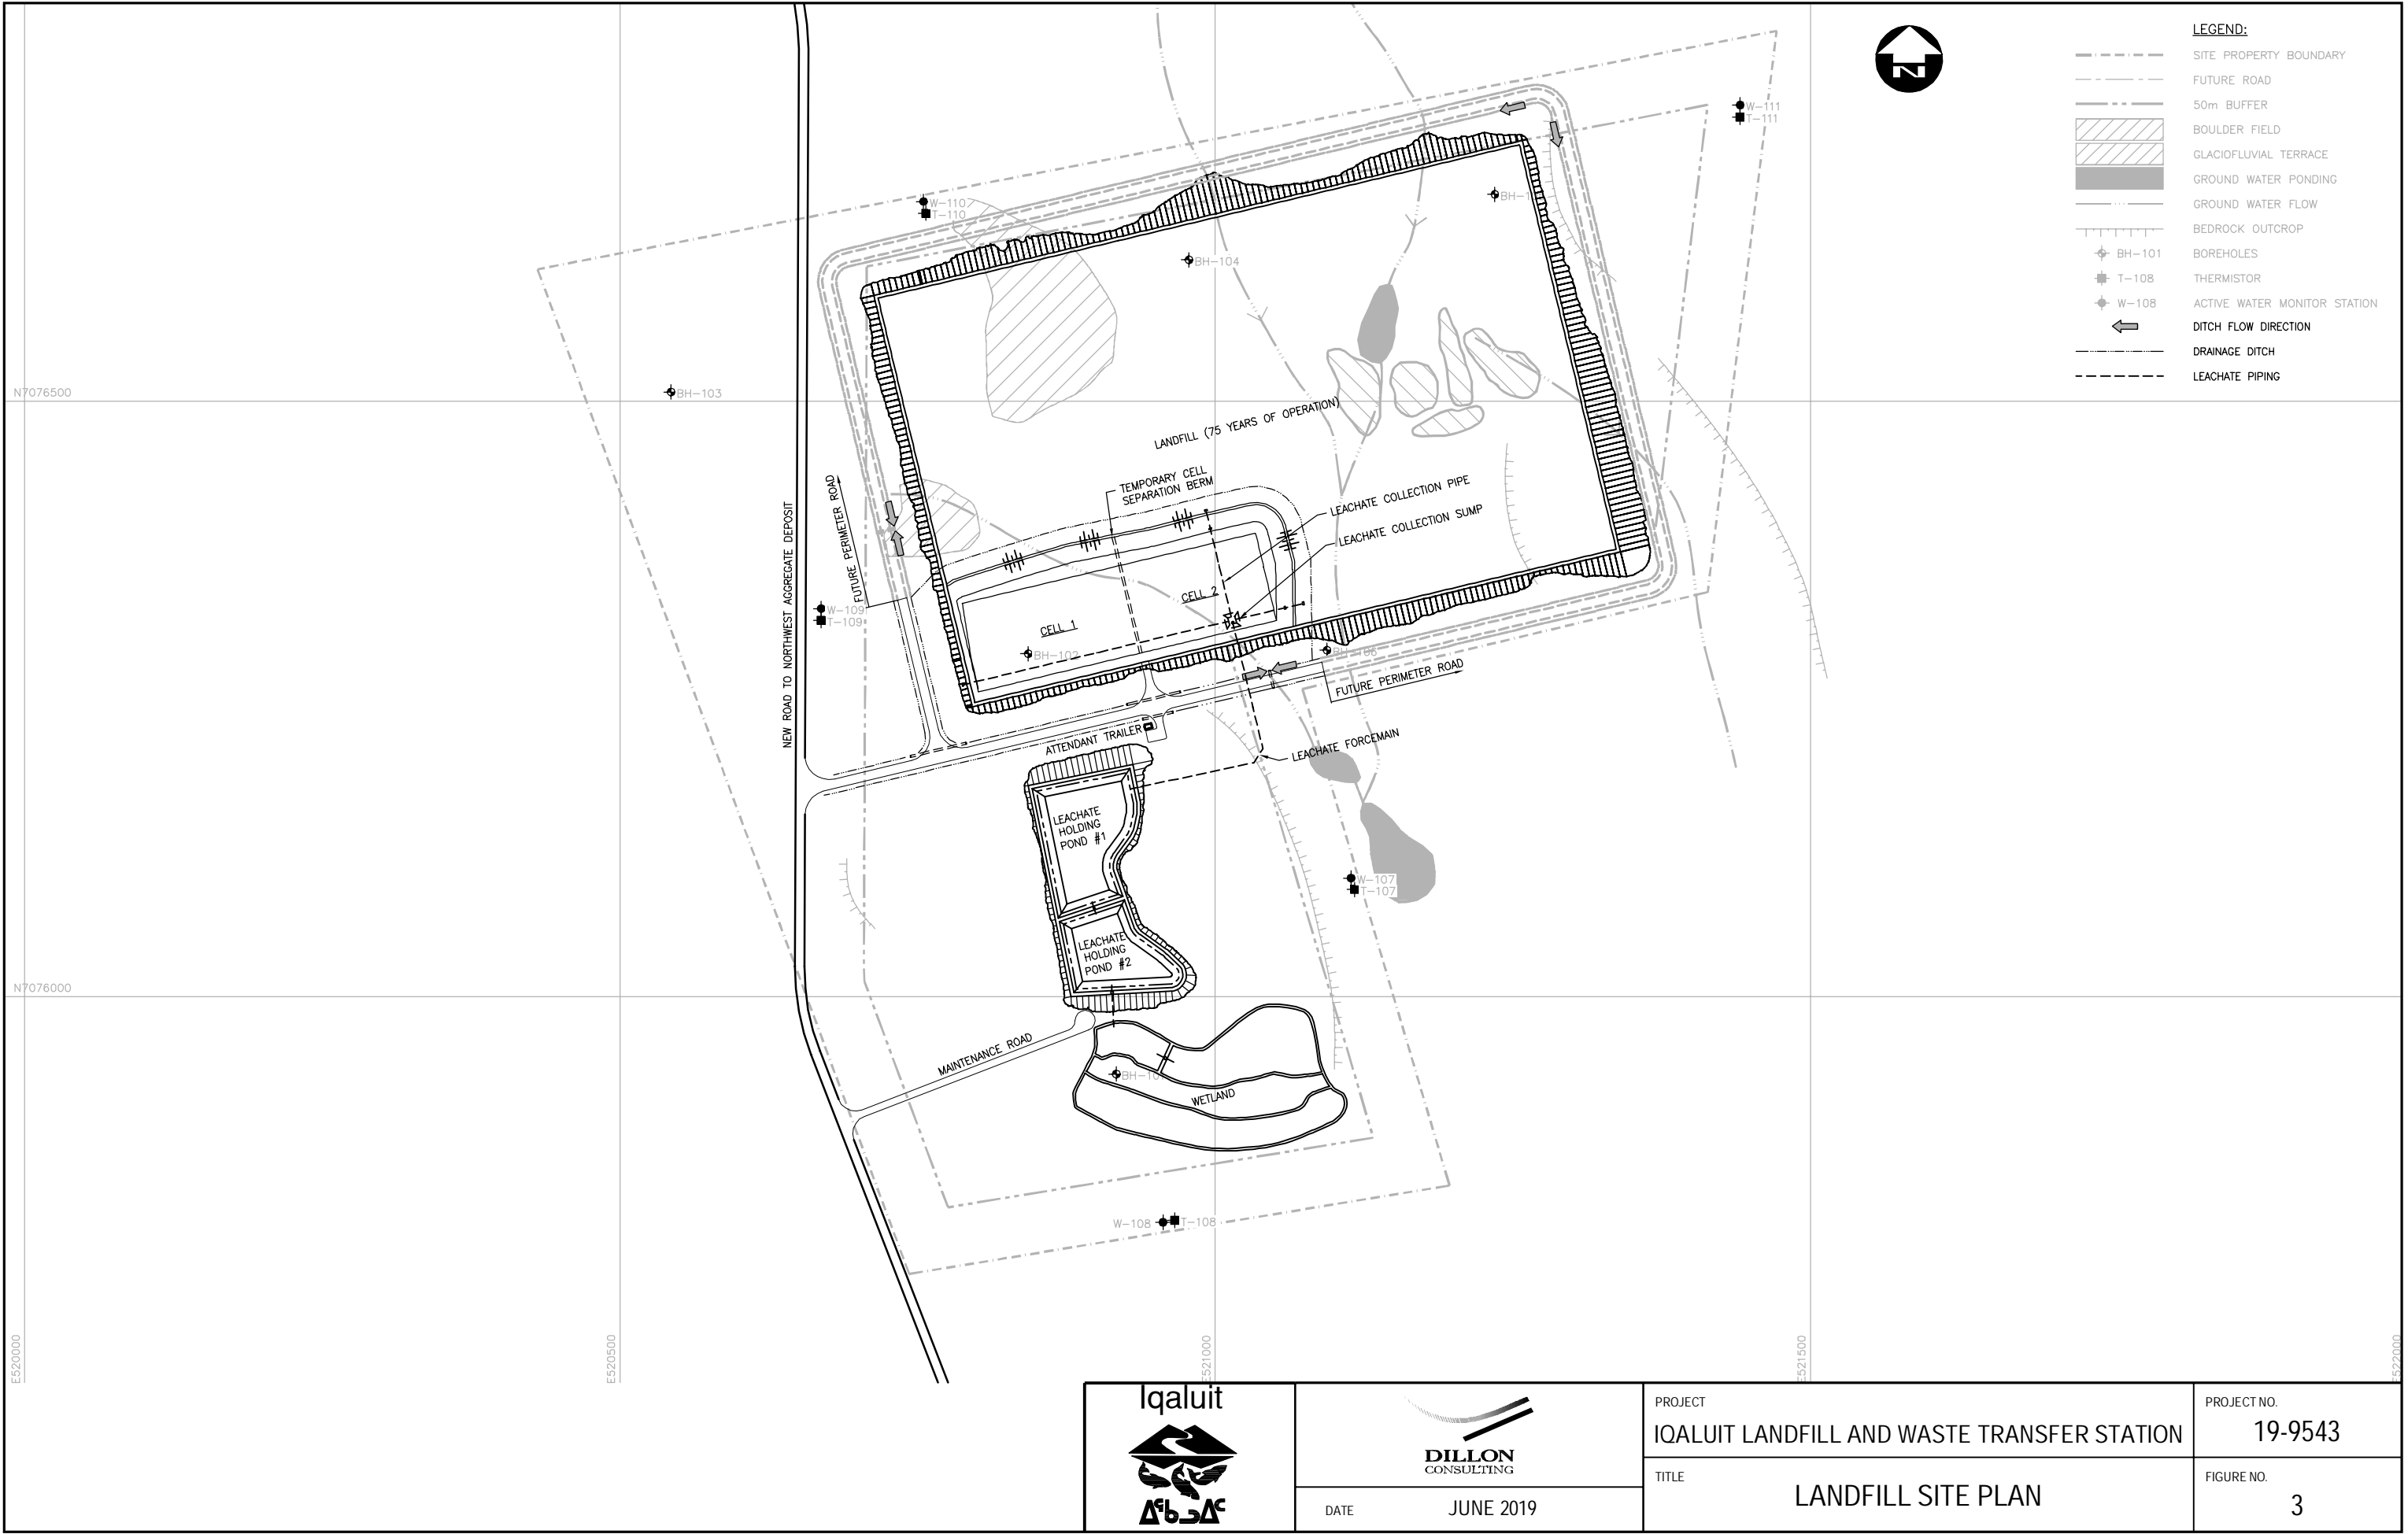 LEGEND:
SITE PROPERTY BOUNDARY
FUTURE ROAD
50m BUFFER
BOULDER FIELD
GLACIOFLUVIAL TERRACE
GROUND WATER PONDING
GROUND WATER FLOW
BEDROCK OUTCROP
BH-101 BOREHOLES
T-108 THERMISTOR
W-108 ACTIVE WATER MONITOR STATION
DITCH FLOW DIRECTION
DRAINAGE DITCH
LEACHATE PIPING
N
W-111
T-111
W-110
T-110
BH-104
BH-103
N7076500
LANDFILL (75 YEARS OF OPERATION)
TEMPORARY CELL
SEPARATION BERM
LEACHATE COLLECTION PIPE
LEACHATE COLLECTION SUMP
FUTURE PERIMETER ROAD
NEW ROAD TO NORTHWEST AGGREGATE DEPOSIT
CELL 2
CELL 1
W-109
T-109
FUTURE PERIMETER ROAD
ATTENDANT TRAILER
LEACHATE FORCEMAIN
LEACHATE
HOLDING
POND #1
W-107
T-107
LEACHATE
HOLDING
POND #2
N7076000
MAINTENANCE ROAD
WETLAND
W-108
T-108
E520000
E520500
E521000
E521500
E522000
Iqaluit
ᐃᖃᓗᐃᑦ
DILLON
CONSULTING
DATE JUNE 2019
PROJECT
IQALUIT LANDFILL AND WASTE TRANSFER STATION
TITLE
LANDFILL SITE PLAN
PROJECT NO.
19-9543
FIGURE NO.
3